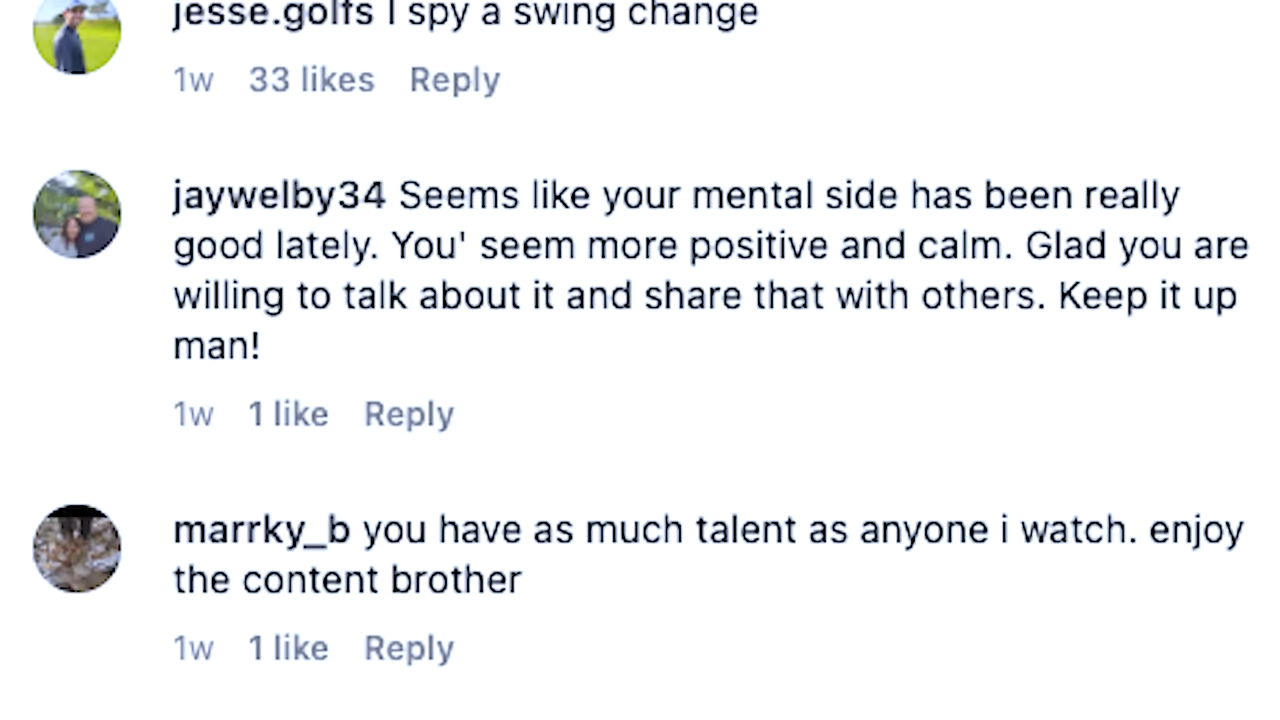 jesse.golfs I spy a swing change
1w 33 likes Reply
jaywelby34 Seems like your mental side has been really
good lately. You' seem more positive and calm. Glad you are
willing to talk about it and share that with others. Keep it up
man!
1w 1 like Reply
marrky_b you have as much talent as anyone i watch. enjoy
the content brother
1w 1 like Reply